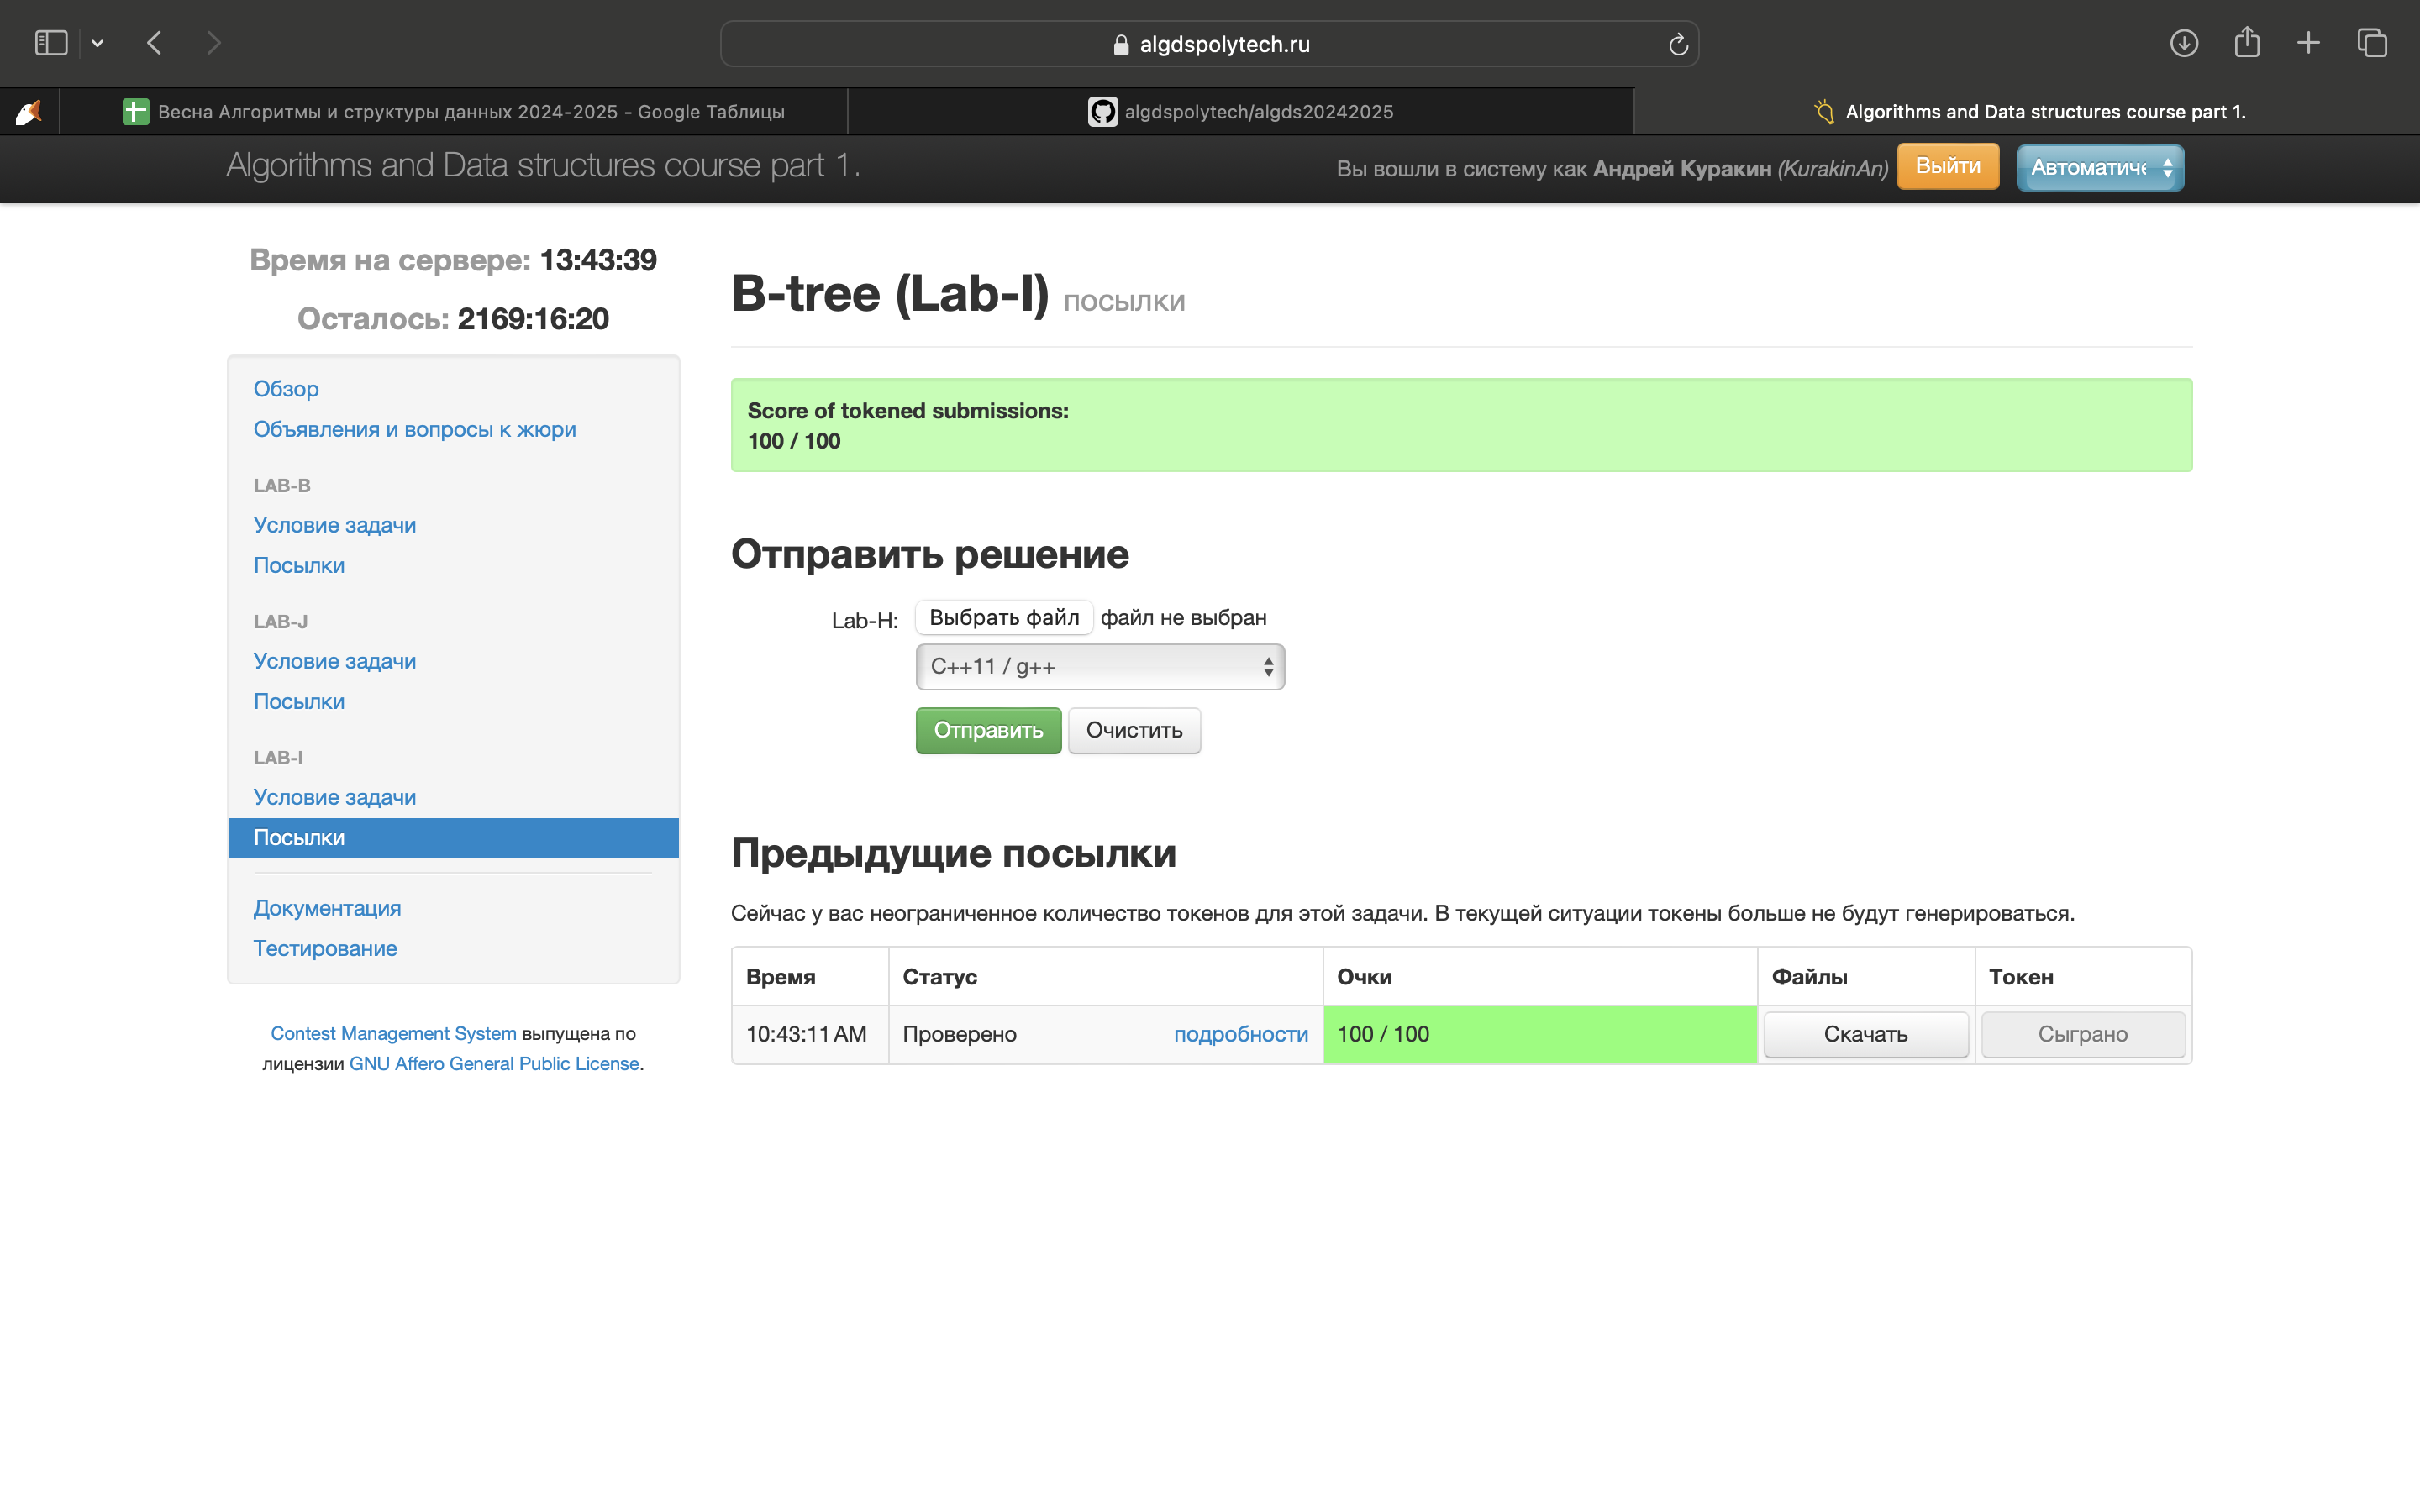 algdspolytech.ru
Весна Алгоритмы и структуры данных 2024-2025 - Google Таблицы
algdspolytech/algds20242025
Algorithms and Data structures course part 1.
Algorithms and Data structures course part 1.
Вы вошли в систему как Андрей Куракин (KurakinAn)
Выйти
Автоматиче
Время на сервере: 13:43:39
Осталось: 2169:16:20
Обзор
Объявления и вопросы к жюри
LAB-B
Условие задачи
Посылки
LAB-J
Условие задачи
Посылки
LAB-I
Условие задачи
Посылки
Документация
Тестирование
Contest Management System выпущена по
лицензии GNU Affero General Public License.
B-tree (Lab-I) посылки
Score of tokened submissions:
100 / 100
Отправить решение
Lab-H: Выбрать файл файл не выбран
C++11 / g++
Отправить Очистить
Предыдущие посылки
Сейчас у вас неограниченное количество токенов для этой задачи. В текущей ситуации токены больше не будут генерироваться.
Время Статус Очки Файлы Токен
10:43:11 AM Проверено подробности 100 / 100 Скачать Сыграно